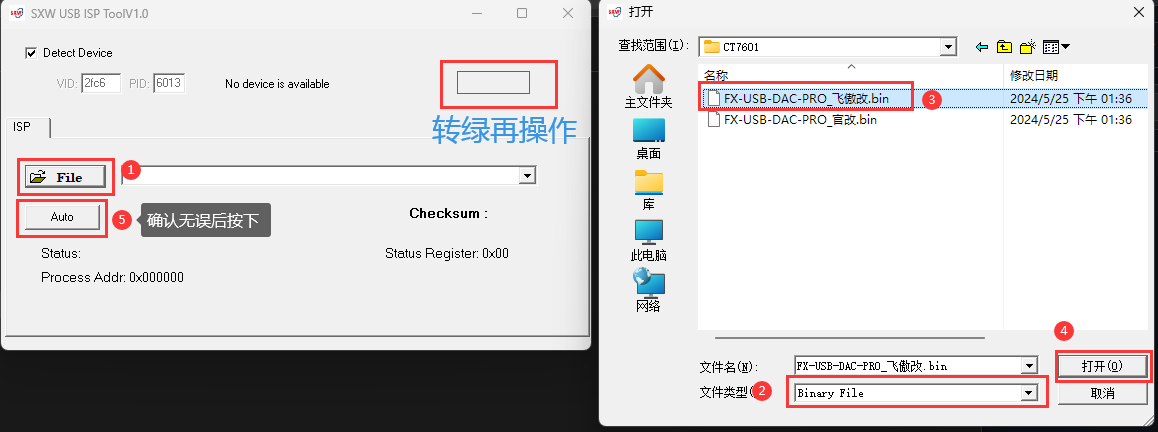 SXW USB ISP ToolV1.0
Detect Device
VID: 2fc6 PID: 6013 No device is available
转绿再操作
ISP
File
1
Auto
5
确认无误后按下
Checksum :
Status:
Status Register: 0x00
Process Addr: 0x000000
打开
查找范围(I):
CT7601
名称
修改日期
FX-USB-DAC-PRO_飞傲改.bin
3
2024/5/25 下午 01:36
FX-USB-DAC-PRO_官改.bin
2024/5/25 下午 01:36
主文件夹
桌面
库
此电脑
网络
4
文件名(N):
FX-USB-DAC-PRO_飞傲改.bin
打开(O)
文件类型(
2
Binary File
取消